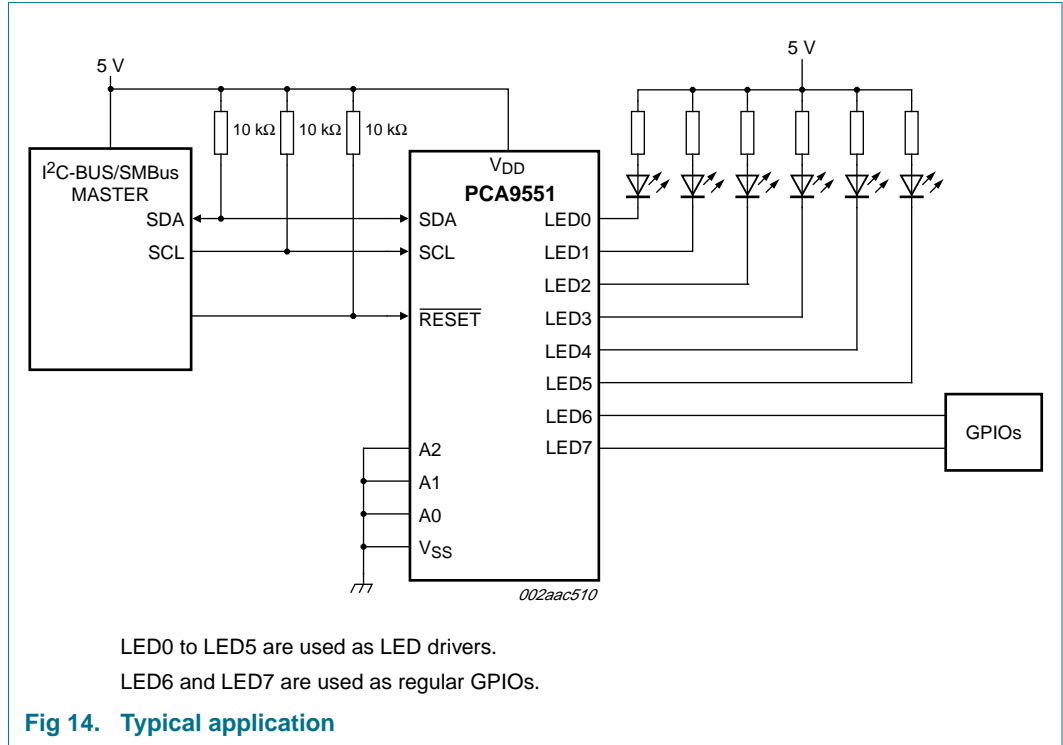 5 V
5 V
10 kΩ 10 kΩ 10 kΩ
I2C-BUS/SMBus
MASTER
SDA
SCL
VDD
PCA9551
SDA
SCL
RESET
A2
A1
A0
VSS
LED0
LED1
LED2
LED3
LED4
LED5
LED6
LED7
GPIOs
002aac510
LED0 to LED5 are used as LED drivers.
LED6 and LED7 are used as regular GPIOs.
Fig 14. Typical application